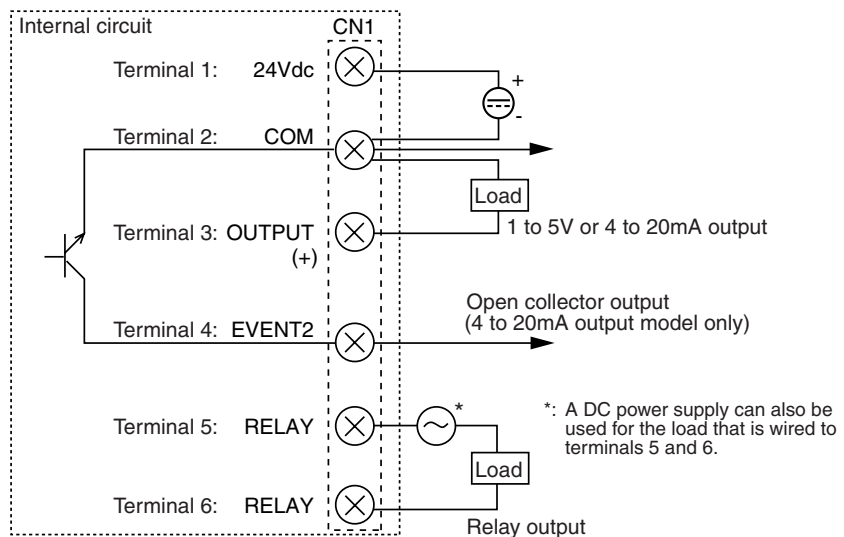 Internal circuit
CN1
Terminal 1: 24Vdc
+
-
Terminal 2: COM
Load
1 to 5V or 4 to 20mA output
Terminal 3: OUTPUT
(+)
Open collector output
(4 to 20mA output model only)
Terminal 4: EVENT2
*
*: A DC power supply can also be
used for the load that is wired to
terminals 5 and 6.
Terminal 5: RELAY
Load
Terminal 6: RELAY
Relay output